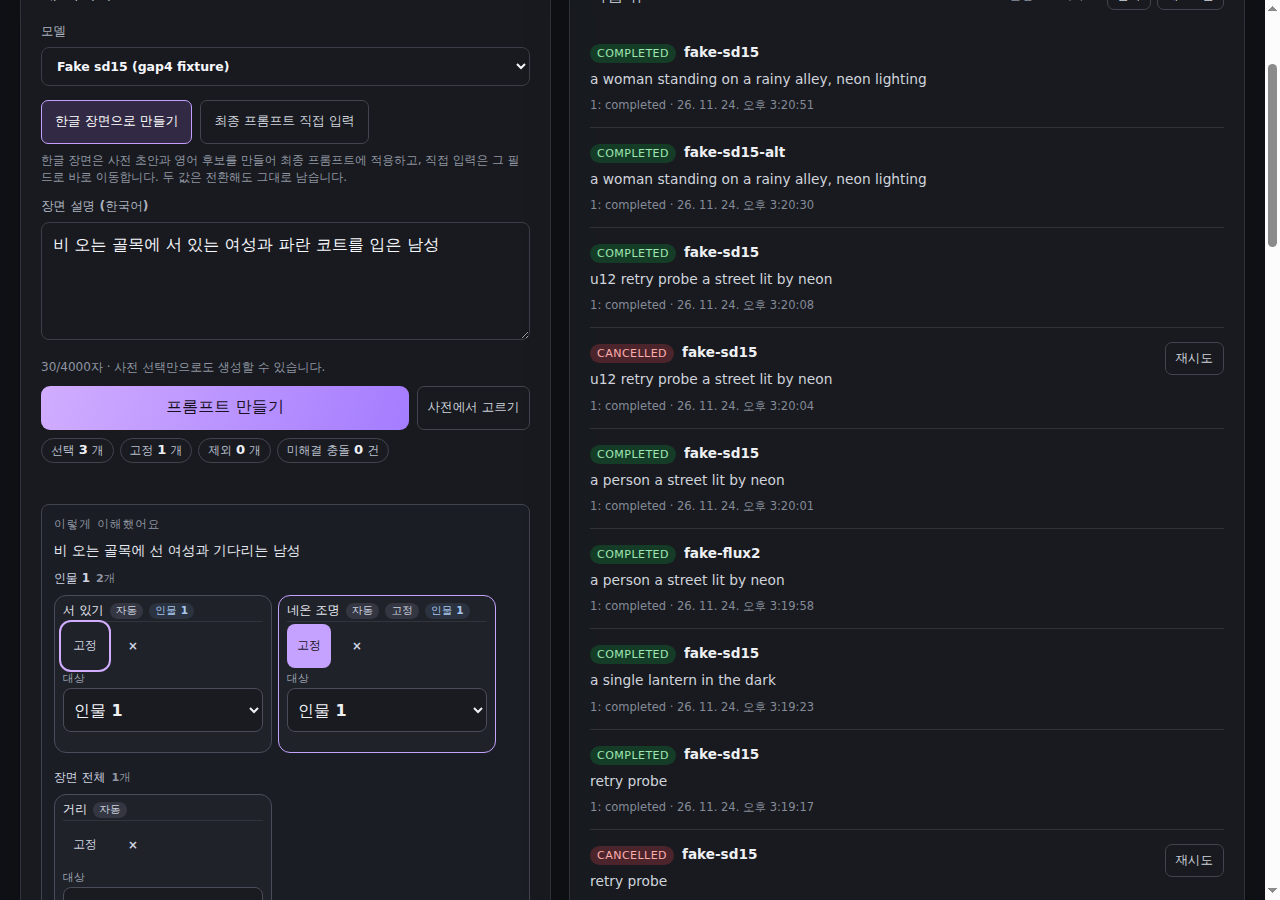 모델
Fake sd15 (gap4 fixture)
한글 장면으로 만들기
최종 프롬프트 직접 입력
한글 장면은 사전 초안과 영어 후보를 만들어 최종 프롬프트에 적용하고, 직접 입력은 그 필
드로 바로 이동합니다. 두 값은 전환해도 그대로 남습니다.
장면 설명 (한국어)
비 오는 골목에 서 있는 여성과 파란 코트를 입은 남성
30/4000자 · 사전 선택만으로도 생성할 수 있습니다.
프롬프트 만들기
사전에서 고르기
선택 3 개
고정 1 개
제외 0 개
미해결 충돌 0 건
이렇게 이해했어요
비 오는 골목에 선 여성과 기다리는 남성
인물 1 2개
서 있기 자동 인물 1
고정 ×
대상
인물 1
네온 조명 자동 고정 인물 1
고정 ×
대상
인물 1
장면 전체 1개
거리 자동
고정 ×
대상
COMPLETED fake-sd15
a woman standing on a rainy alley, neon lighting
1: completed · 26. 11. 24. 오후 3:20:51
COMPLETED fake-sd15-alt
a woman standing on a rainy alley, neon lighting
1: completed · 26. 11. 24. 오후 3:20:30
COMPLETED fake-sd15
u12 retry probe a street lit by neon
1: completed · 26. 11. 24. 오후 3:20:08
CANCELLED fake-sd15
재시도
u12 retry probe a street lit by neon
1: completed · 26. 11. 24. 오후 3:20:04
COMPLETED fake-sd15
a person a street lit by neon
1: completed · 26. 11. 24. 오후 3:20:01
COMPLETED fake-flux2
a person a street lit by neon
1: completed · 26. 11. 24. 오후 3:19:58
COMPLETED fake-sd15
a single lantern in the dark
1: completed · 26. 11. 24. 오후 3:19:23
COMPLETED fake-sd15
retry probe
1: completed · 26. 11. 24. 오후 3:19:17
CANCELLED fake-sd15
재시도
retry probe